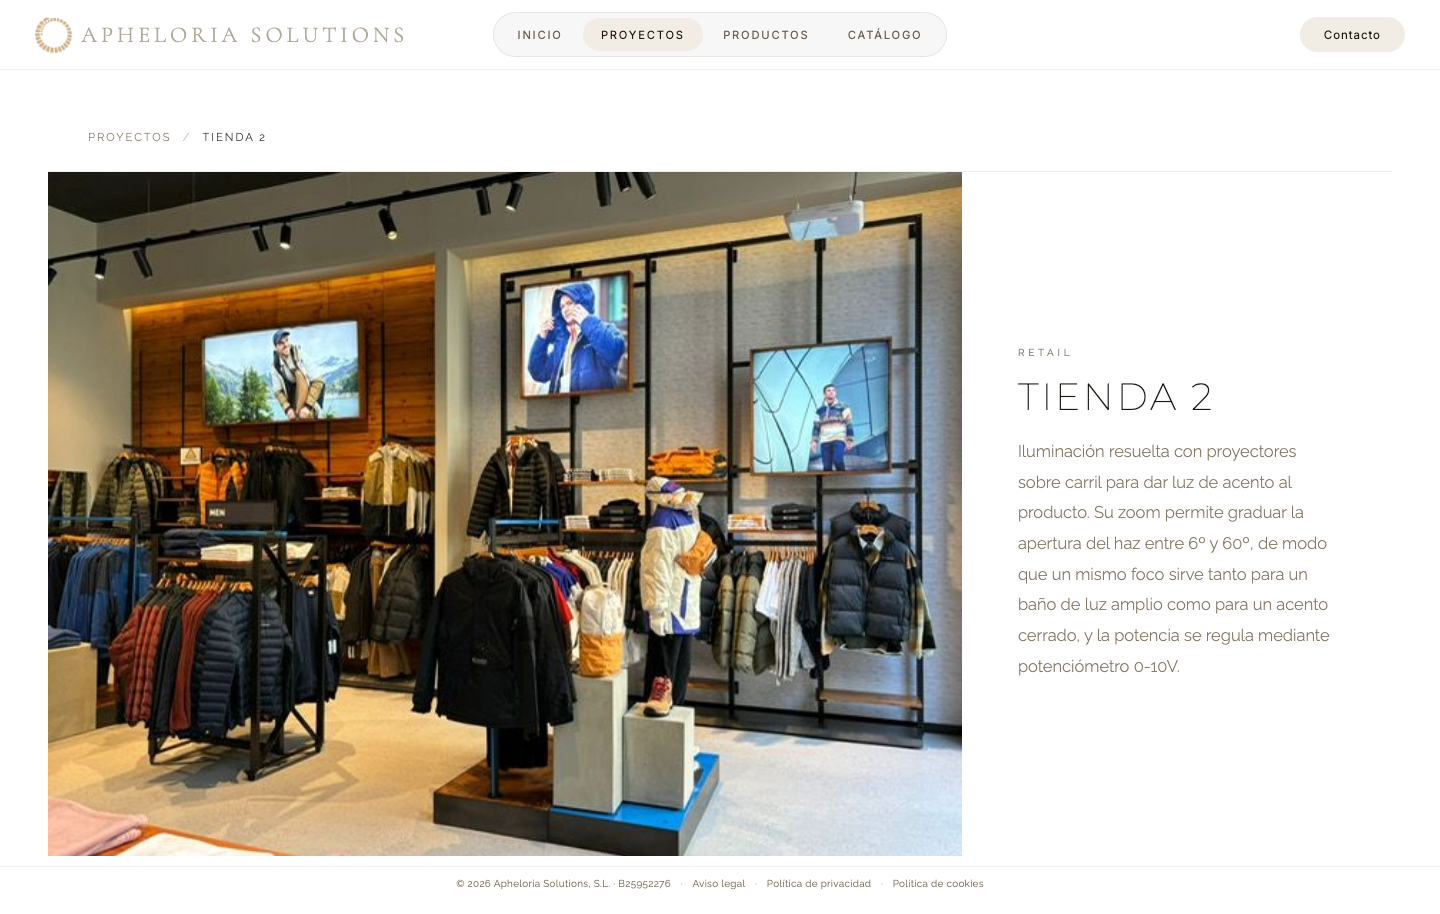 APHELORIA SOLUTIONS
INICIO
PROYECTOS
PRODUCTOS
CATÁLOGO
Contacto
PROYECTOS / TIENDA 2
MEN
RETAIL
TIENDA 2
Iluminación resuelta con proyectores
sobre carril para dar luz de acento al
producto. Su zoom permite graduar la
apertura del haz entre 6º y 60º, de modo
que un mismo foco sirve tanto para un
baño de luz amplio como para un acento
cerrado, y la potencia se regula mediante
potenciómetro 0-10V.
© 2026 Apheloria Solutions, S.L. · B25952276 · Aviso legal · Política de privacidad · Política de cookies